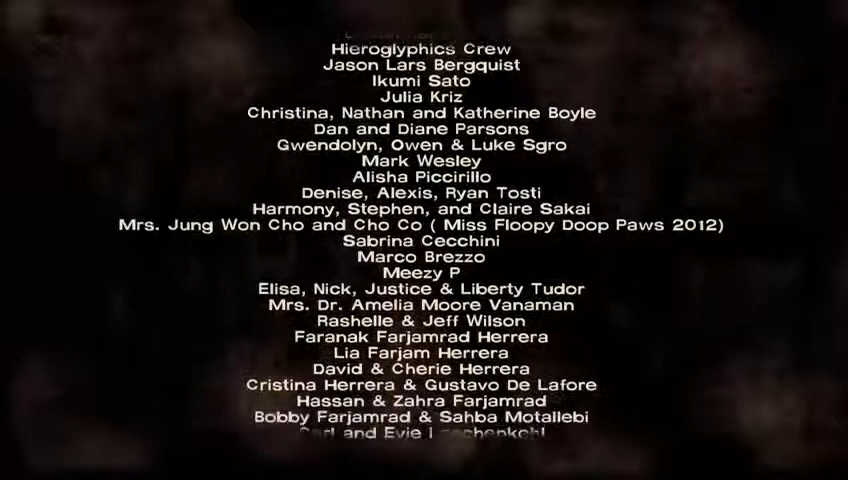 Hieroglyphics Crew
Jason Lars Bergquist
Ikumi Sato
Julia Kriz
Christina, Nathan and Katherine Boyle
Dan and Diane Parsons
Gwendolyn, Owen & Luke Sgro
Mark Wesley
Alisha Piccirillo
Denise, Alexis, Ryan Tosti
Harmony, Stephen, and Claire Sakai
Mrs. Jung Won Cho and Cho Co ( Miss Floopy Doop Paws 2012)
Sabrina Cecchini
Marco Brezzo
Meezy P
Elisa, Nick, Justice & Liberty Tudor
Mrs. Dr. Amelia Moore Vanaman
Rashelle & Jeff Wilson
Faranak Farjamrad Herrera
Lia Farjam Herrera
David & Cherie Herrera
Cristina Herrera & Gustavo De Lafore
Hassan & Zahra Farjamrad
Bobby Farjamrad & Sahba Motallebi
and Evie